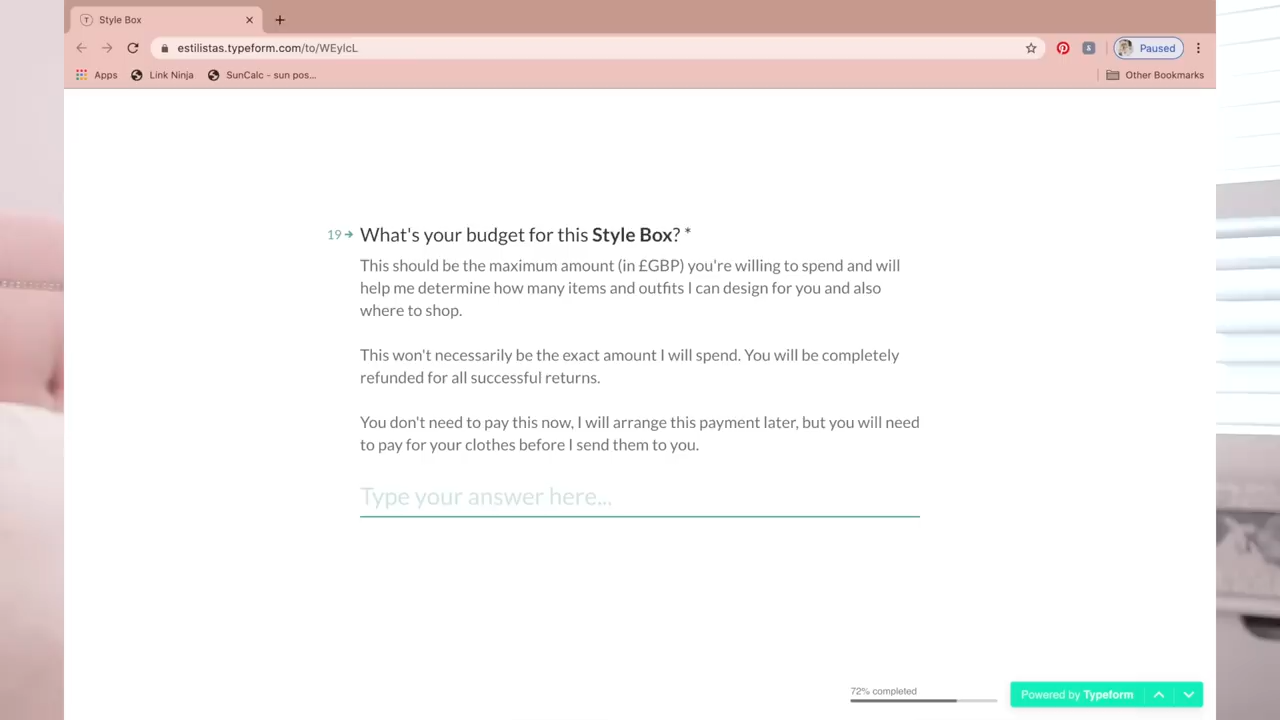 Style Box
estilistas.typeform.com/to/WEylcL
Paused
Apps
Link Ninja
SunCalc - sun pos...
Other Bookmarks
19
What's your budget for this Style Box? *
This should be the maximum amount (in £GBP) you're willing to spend and will
help me determine how many items and outfits I can design for you and also
where to shop.
This won't necessarily be the exact amount I will spend. You will be completely
refunded for all successful returns.
You don't need to pay this now, I will arrange this payment later, but you will need
to pay for your clothes before I send them to you.
Type your answer here...
72% completed
Powered by Typeform